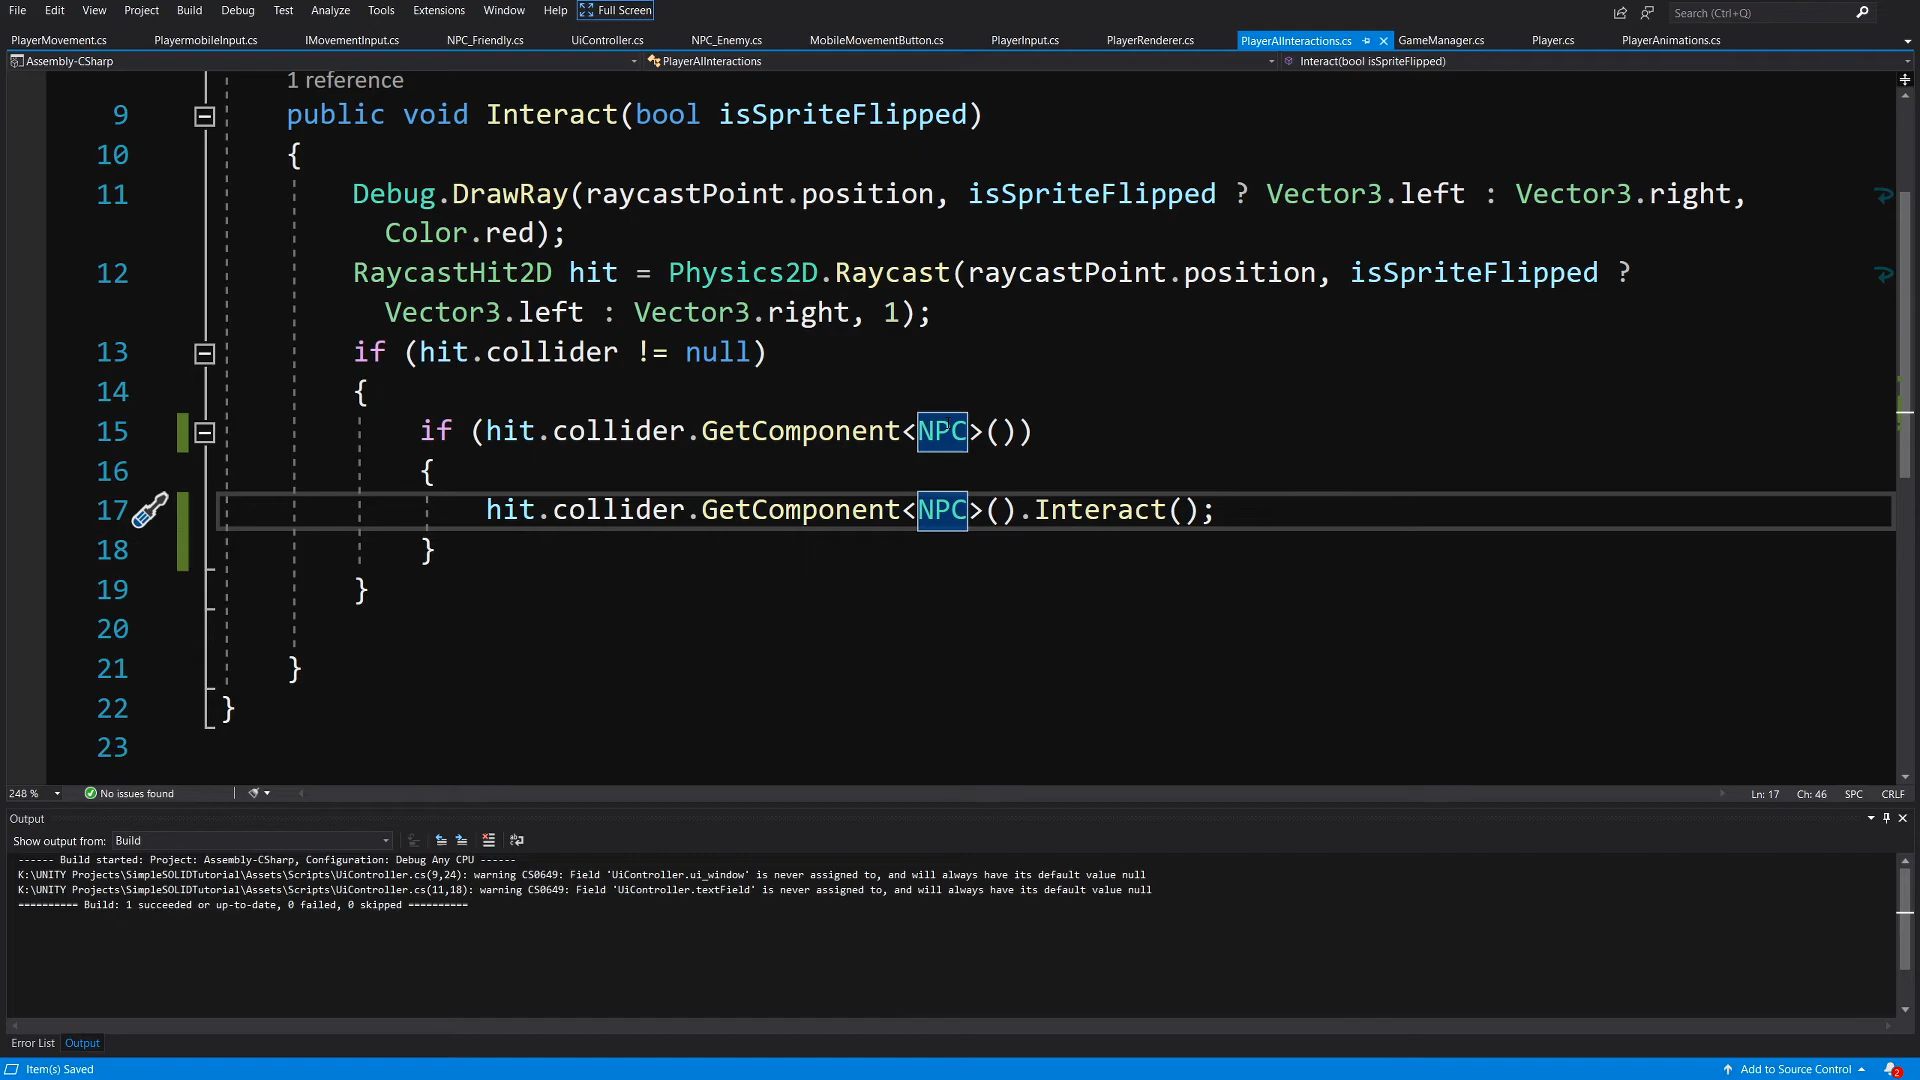 File Edit View Project Build Debug Test Analyze Tools Extensions Window Help Full Screen Search (Ctrl+Q)
PlayerMovement.cs PlayermobileInput.cs IMovementInput.cs NPC_Friendly.cs UiController.cs NPC_Enemy.cs MobileMovementButton.cs PlayerInput.cs PlayerRenderer.cs PlayerAIInteractions.cs GameManager.cs Player.cs PlayerAnimations.cs
Assembly-CSharp PlayerAIInteractions Interact(bool isSpriteFlipped)
1 reference
9 public void Interact(bool isSpriteFlipped)
10 {
11 Debug.DrawRay(raycastPoint.position, isSpriteFlipped ? Vector3.left : Vector3.right,
Color.red);
12 RaycastHit2D hit = Physics2D.Raycast(raycastPoint.position, isSpriteFlipped ?
Vector3.left : Vector3.right, 1);
13 if (hit.collider != null)
14 {
15 if (hit.collider.GetComponent<NPC>())
16 {
17 hit.collider.GetComponent<NPC>().Interact();
18 }
19 }
20
21 }
22 }
23
248 % No issues found Ln: 17 Ch: 46 SPC CRLF
Output
Show output from: Build
------ Build started: Project: Assembly-CSharp, Configuration: Debug Any CPU ------
K:\UNITY Projects\SimpleSOLIDTutorial\Assets\Scripts\UiController.cs(9,24): warning CS0649: Field 'UiController.ui_window' is never assigned to, and will always have its default value null
K:\UNITY Projects\SimpleSOLIDTutorial\Assets\Scripts\UiController.cs(11,18): warning CS0649: Field 'UiController.textField' is never assigned to, and will always have its default value null
========== Build: 1 succeeded or up-to-date, 0 failed, 0 skipped ==========
Error List Output
Item(s) Saved Add to Source Control 2